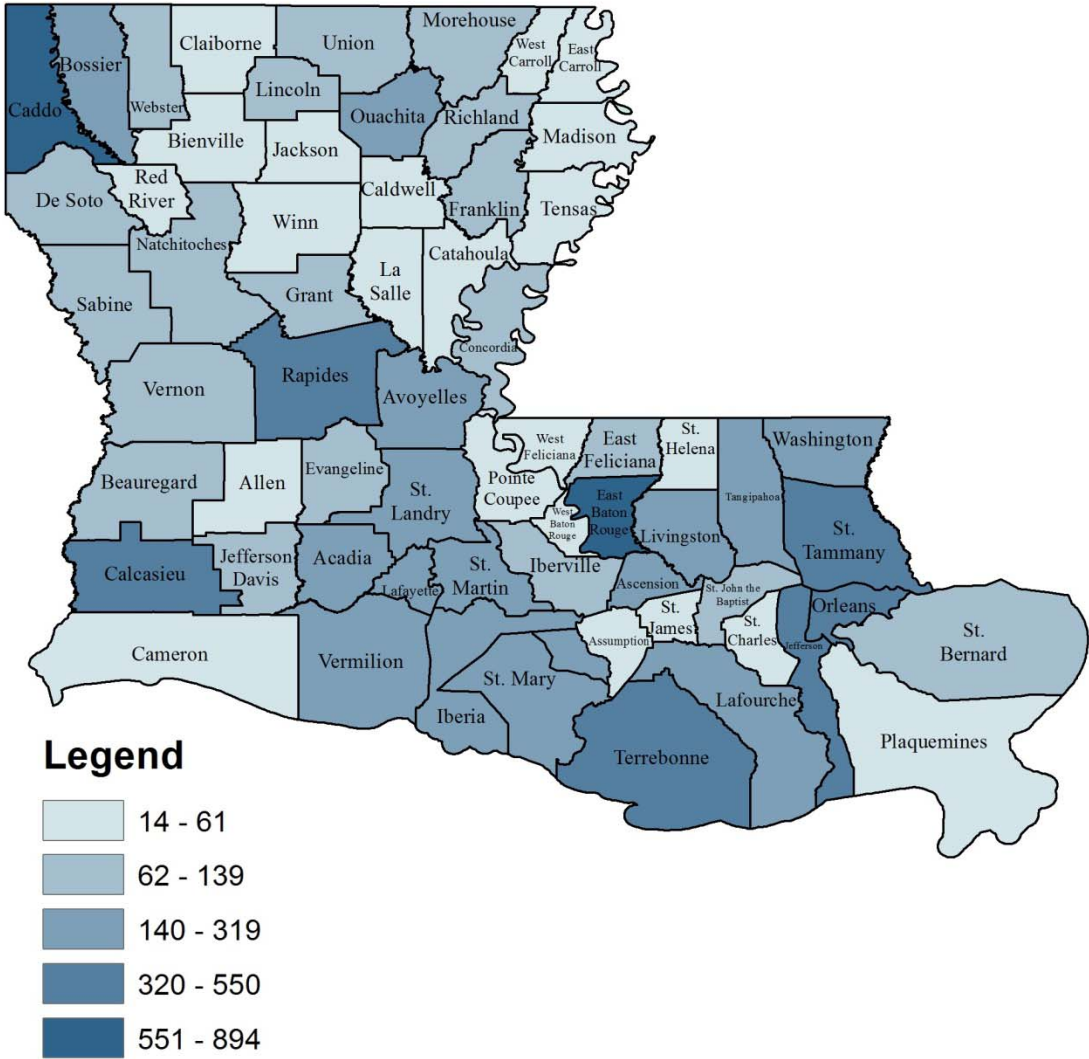 Claiborne
Union
Morehouse
West
Carroll
East
Carroll
Bossier
Webster
Lincoln
Caddo
Ouachita
Richland
Madison
Bienville
Jackson
Red
River
Caldwell
De Soto
Franklin
Tensas
Winn
Natchitoches
Catahoula
La
Salle
Sabine
Grant
Concordia
Vernon
Rapides
Avoyelles
West
Feliciana
East
Feliciana
St.
Helena
Washington
Beauregard
Allen
Evangeline
Pointe
Coupee
St.
Landry
East
Baton
Rouge
Tangipahoa
West
Baton
Rouge
Livingston
St.
Tammany
Calcasieu
Jefferson
Davis
Acadia
Lafayette
St.
Martin
Iberville
Ascension
St. John the
Baptist
Orleans
St.
James
St.
Charles
Assumption
Jefferson
St.
Bernard
Cameron
Vermilion
St. Mary
Iberia
Lafourche
Terrebonne
Plaquemines
Legend
14 - 61
62 - 139
140 - 319
320 - 550
551 - 894